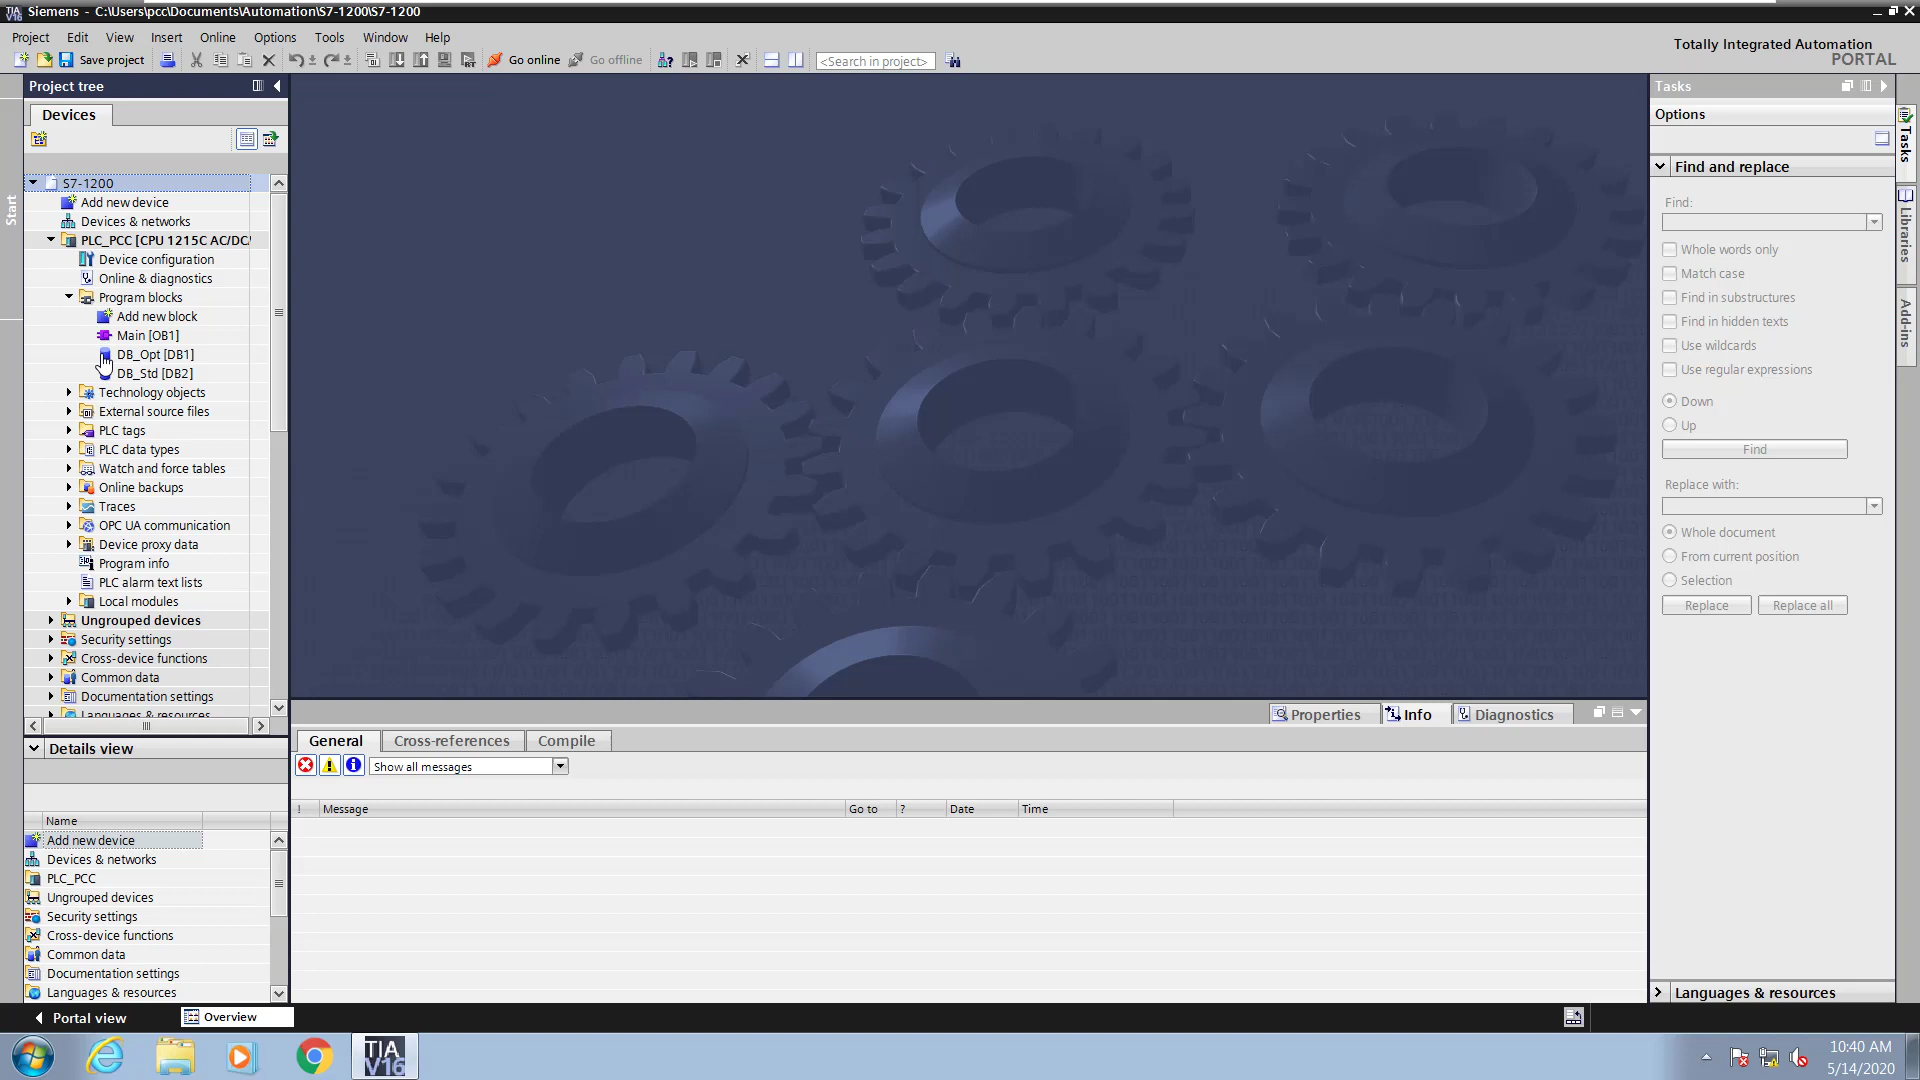 Siemens - C:\Users\pcc\Documents\Automation\S7-1200\S7-1200
Project Edit View Insert Online Options Tools Window Help
Totally Integrated Automation
PORTAL
Save project
Go online
Go offline
<Search in project>
Project tree
Devices
Start
S7-1200
Add new device
Devices & networks
PLC_PCC [CPU 1215C AC/DC/
Device configuration
Online & diagnostics
Program blocks
Add new block
Main [OB1]
DB_Opt [DB1]
DB_Std [DB2]
Technology objects
External source files
PLC tags
PLC data types
Watch and force tables
Online backups
Traces
OPC UA communication
Device proxy data
Program info
PLC alarm text lists
Local modules
Ungrouped devices
Security settings
Cross-device functions
Common data
Documentation settings
Languages & resources
Details view
Name
Add new device
Devices & networks
PLC_PCC
Ungrouped devices
Security settings
Cross-device functions
Common data
Documentation settings
Languages & resources
Properties
Info
Diagnostics
General
Cross-references
Compile
Show all messages
! Message Go to ? Date Time
Tasks
Options
Find and replace
Find:
Whole words only
Match case
Find in substructures
Find in hidden texts
Use wildcards
Use regular expressions
Down
Up
Find
Replace with:
Whole document
From current position
Selection
Replace
Replace all
Languages & resources
Tasks
Libraries
Add-ins
Portal view
Overview
TIA
V16
10:40 AM
5/14/2020